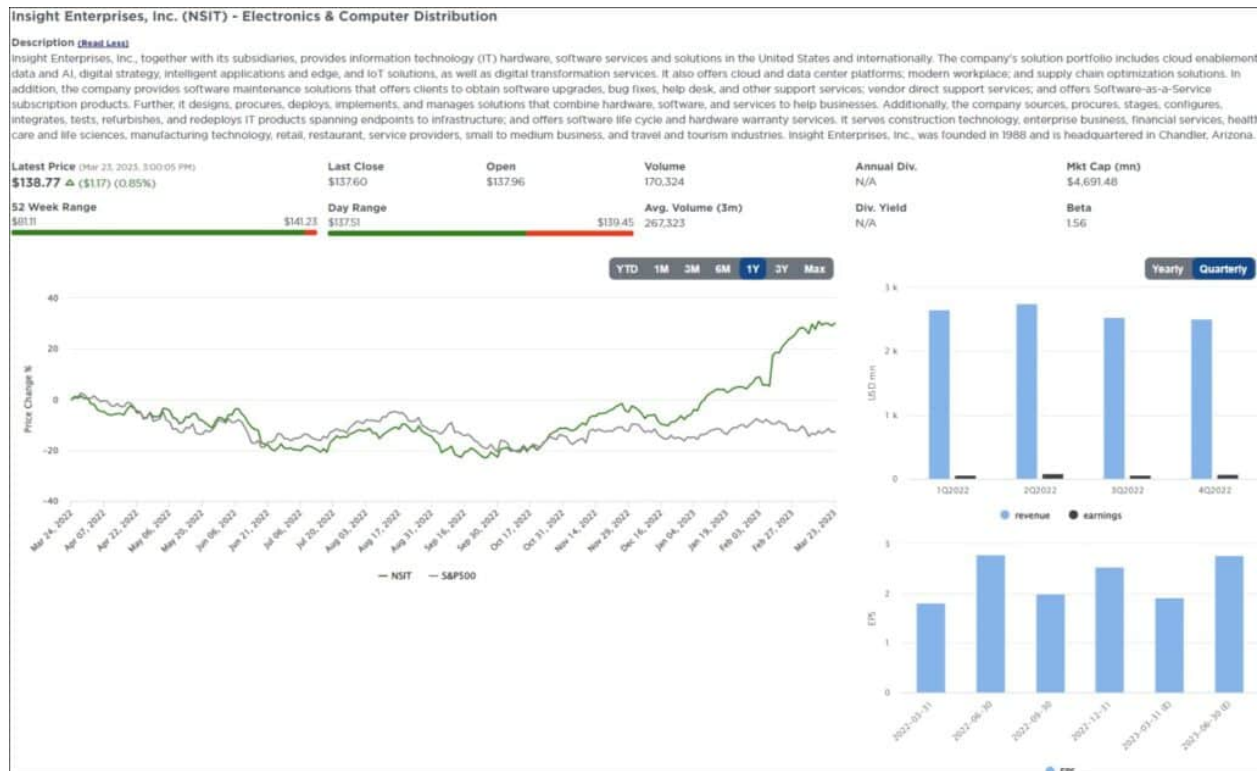 Insight Enterprises, Inc. (NSIT) - Electronics & Computer Distribution
Description (Read Less)
Insight Enterprises, Inc., together with its subsidiaries, provides information technology (IT) hardware, software services and solutions in the United States and internationally. The company's solution portfolio includes cloud enablement
data and AI, digital strategy, intelligent applications and edge, and IoT solutions, as well as digital transformation services. It also offers cloud and data center platforms; modern workplace; and supply chain optimization solutions. In
addition, the company provides software maintenance solutions that offers clients to obtain software upgrades, bug fixes, help desk, and other support services; vendor direct support services; and offers Software-as-a-Service
subscription products. Further, it designs, procures, deploys, implements, and manages solutions that combine hardware, software, and services to help businesses. Additionally, the company sources, procures, stages, configures,
integrates, tests, refurbishes, and redeploys IT products spanning endpoints to infrastructure; and offers software life cycle and hardware warranty services. It serves construction technology, enterprise business, financial services, health
care and life sciences, manufacturing technology, retail, restaurant, service providers, small to medium business, and travel and tourism industries. Insight Enterprises, Inc., was founded in 1988 and is headquartered in Chandler, Arizona.
Latest Price (Mar 23, 2023, 3:00:05 PM) Last Close Open Volume Annual Div. Mkt Cap (mn)
$138.77 ($1.17) (0.85%) $137.60 $137.96 170,324 N/A $4,691.48
52 Week Range Day Range Avg. Volume (3m) Div. Yield Beta
$81.11 $141.23 $137.51 $139.45 267,323 N/A 1.56
YTD 1M 3M 6M 1Y 3Y Max
Price Change %
40
20
0
-20
-40
Mar 24, 2022 Apr 07, 2022 Apr 22, 2022 May 06, 2022 May 20, 2022 Jun 06, 2022 Jun 21, 2022 Jul 06, 2022 Jul 20, 2022 Aug 03, 2022 Aug 17, 2022 Aug 31, 2022 Sep 16, 2022 Sep 30, 2022 Oct 17, 2022 Oct 31, 2022 Nov 14, 2022 Nov 29, 2022 Dec 16, 2022 Jan 04, 2023 Jan 19, 2023 Feb 03, 2023 Feb 27, 2023 Mar 23, 2023
NSIT S&P500
Yearly Quarterly
USD mn
3 k
2 k
1 k
0
1Q2022 2Q2022 3Q2022 4Q2022
revenue earnings
EPS
3
2
1
0
2022-03-31 2022-06-30 2022-09-30 2022-12-31 2023-03-31 (E) 2023-06-30 (E)
EPS